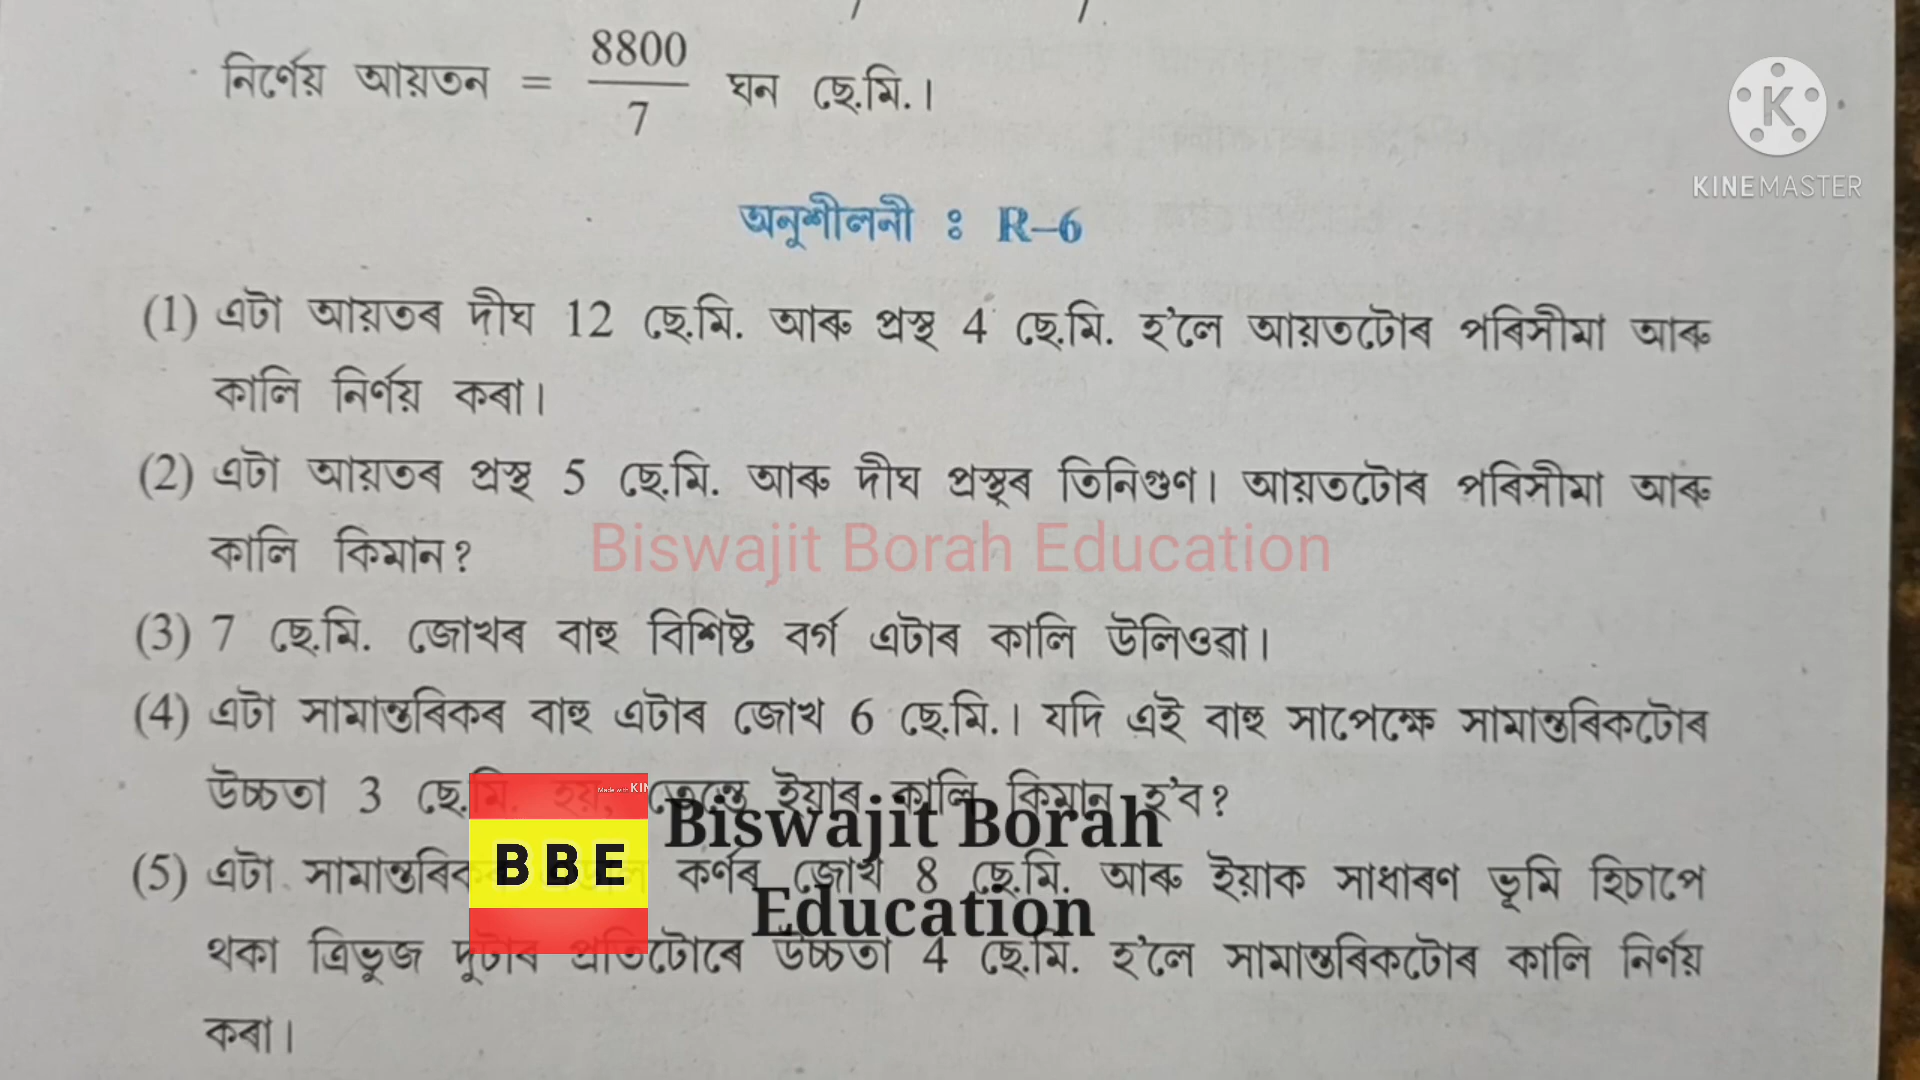 নিৰ্ণেয় আয়তন = 8800/7 ঘন ছে.মি.।
K
KINEMASTER
অনুশীলনী : R–6
(1) এটা আয়তৰ দীঘ 12 ছে.মি. আৰু প্ৰস্থ 4 ছে.মি. হ'লে আয়তটোৰ পৰিসীমা আৰু
কালি নিৰ্ণয় কৰা।
(2) এটা আয়তৰ প্ৰস্থ 5 ছে.মি. আৰু দীঘ প্ৰস্থৰ তিনিগুণ। আয়তটোৰ পৰিসীমা আৰু
কালি কিমান?
Biswajit Borah Education
(3) 7 ছে.মি. জোখৰ বাহু বিশিষ্ট বৰ্গ এটাৰ কালি উলিওৱা।
(4) এটা সামান্তৰিকৰ বাহু এটাৰ জোখ 6 ছে.মি.। যদি এই বাহু সাপেক্ষে সামান্তৰিকটোৰ
উচ্চতা 3 ছে.মি. হয়, তেন্তে ইয়াৰ কালি কিমান হ'ব?
Biswajit Borah
Education
BBE
(5) এটা সামান্তৰিকৰ কৰ্ণৰ জোখ 8 ছে.মি. আৰু ইয়াক সাধাৰণ ভূমি হিচাপে
থকা ত্ৰিভুজ দুটাৰ প্ৰতিটোৰে উচ্চতা 4 ছে.মি. হ'লে সামান্তৰিকটোৰ কালি নিৰ্ণয়
কৰা।